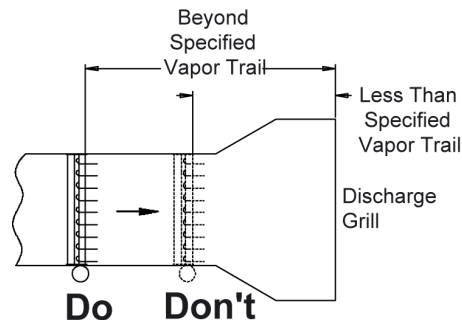 Beyond
Specified
Vapor Trail
Less Than
Specified
Vapor Trail
Discharge
Grill
Do Don't